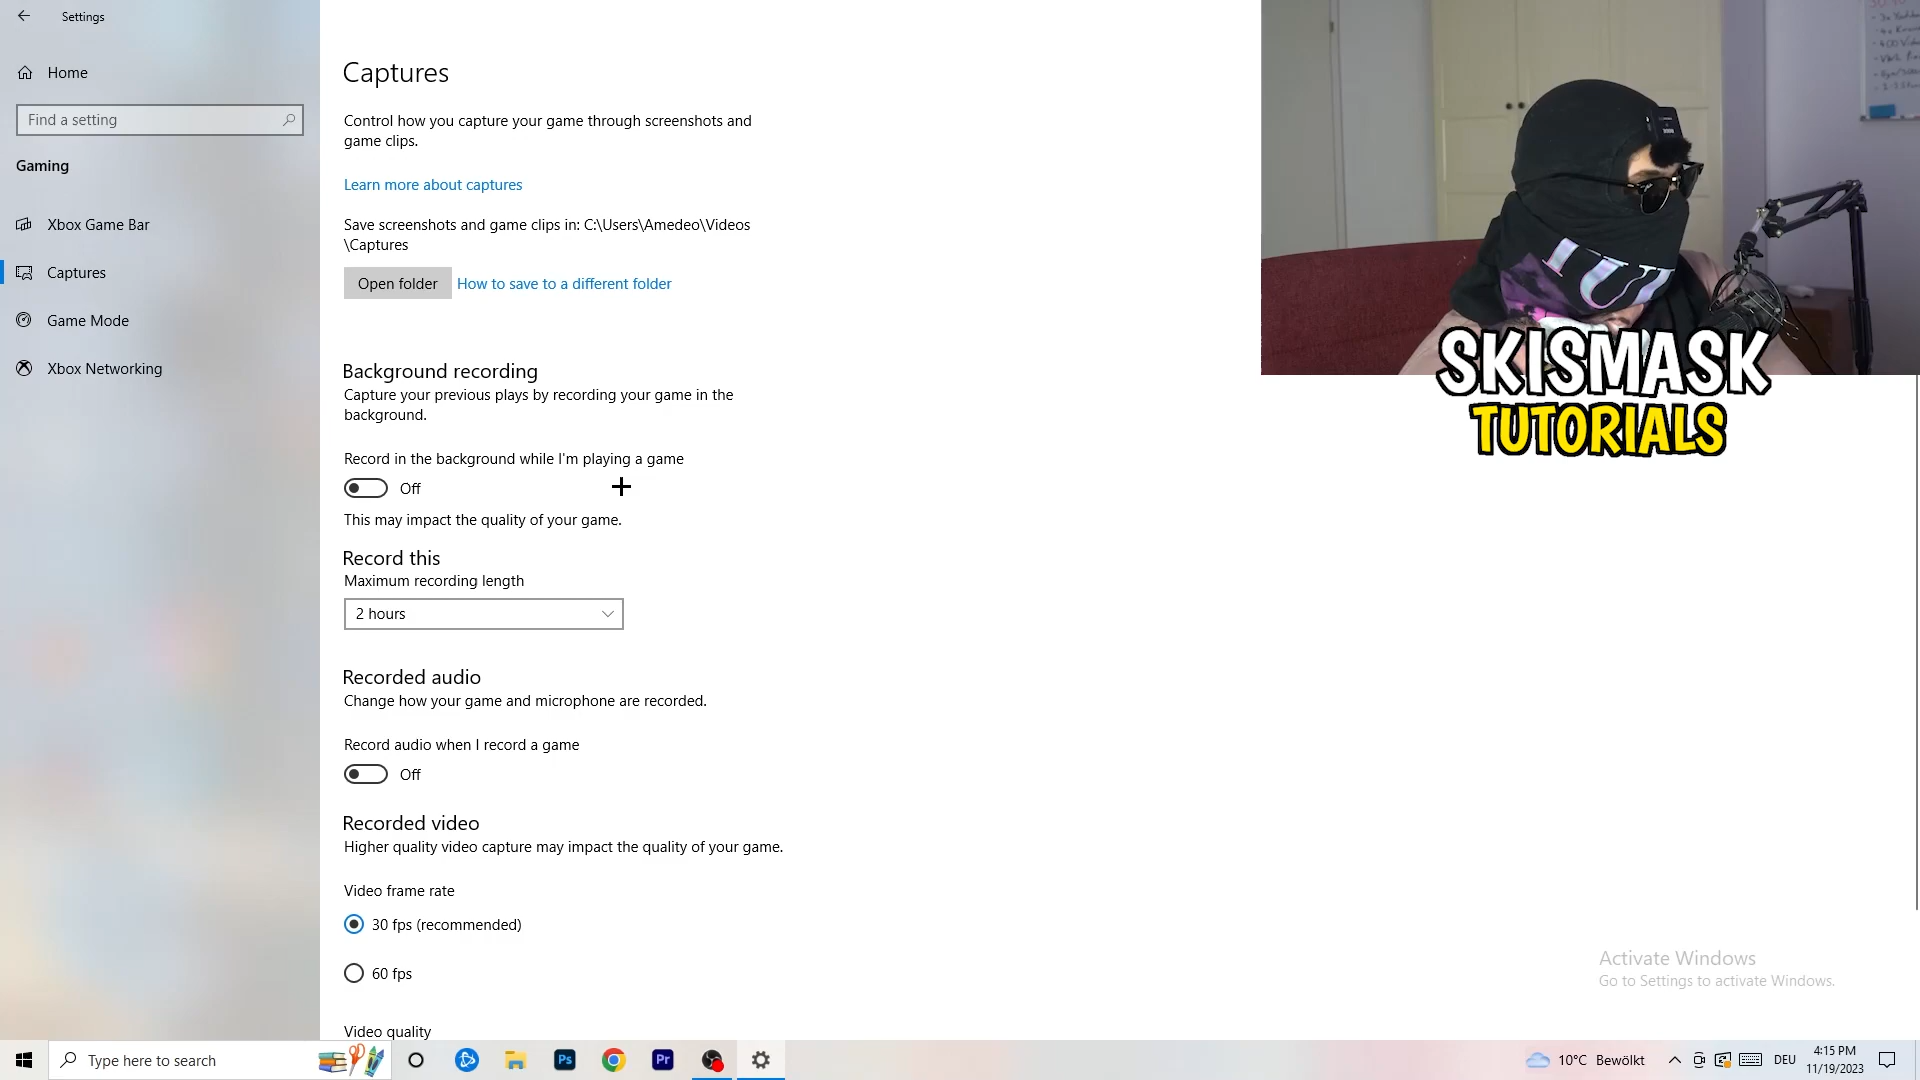 Settings
Home
Find a setting
Gaming
Xbox Game Bar
Captures
Game Mode
Xbox Networking
Captures
Control how you capture your game through screenshots and
game clips.
Learn more about captures
Save screenshots and game clips in: C:\Users\Amedeo\Videos
\Captures
Open folder
How to save to a different folder
Background recording
Capture your previous plays by recording your game in the
background.
Record in the background while I'm playing a game
Off
This may impact the quality of your game.
Record this
Maximum recording length
2 hours
Recorded audio
Change how your game and microphone are recorded.
Record audio when I record a game
Off
Recorded video
Higher quality video capture may impact the quality of your game.
Video frame rate
30 fps (recommended)
60 fps
Video quality
SKISMASK
TUTORIALS
Activate Windows
Go to Settings to activate Windows.
Type here to search
Ps
Pr
10°C Bewölkt
DEU
4:15 PM
11/19/2023